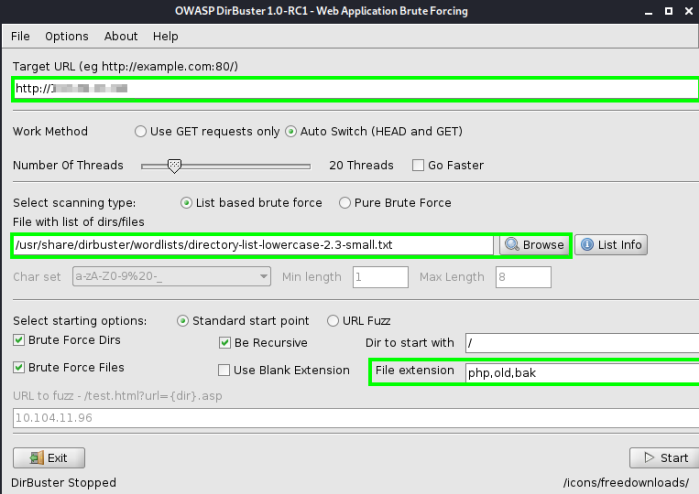 OWASP DirBuster 1.0-RC1 - Web Application Brute Forcing
File Options About Help
Target URL (eg http://example.com:80/)
http://
Work Method Use GET requests only Auto Switch (HEAD and GET)
Number Of Threads 20 Threads Go Faster
Select scanning type: List based brute force Pure Brute Force
File with list of dirs/files
/usr/share/dirbuster/wordlists/directory-list-lowercase-2.3-small.txt Browse List Info
Char set a-zA-Z0-9%20-_ Min length 1 Max Length 8
Select starting options: Standard start point URL Fuzz
Brute Force Dirs Be Recursive Dir to start with /
Brute Force Files Use Blank Extension File extension php,old,bak
URL to fuzz - /test.html?url={dir}.asp
10.104.11.96
Exit Start
DirBuster Stopped /icons/freedownloads/